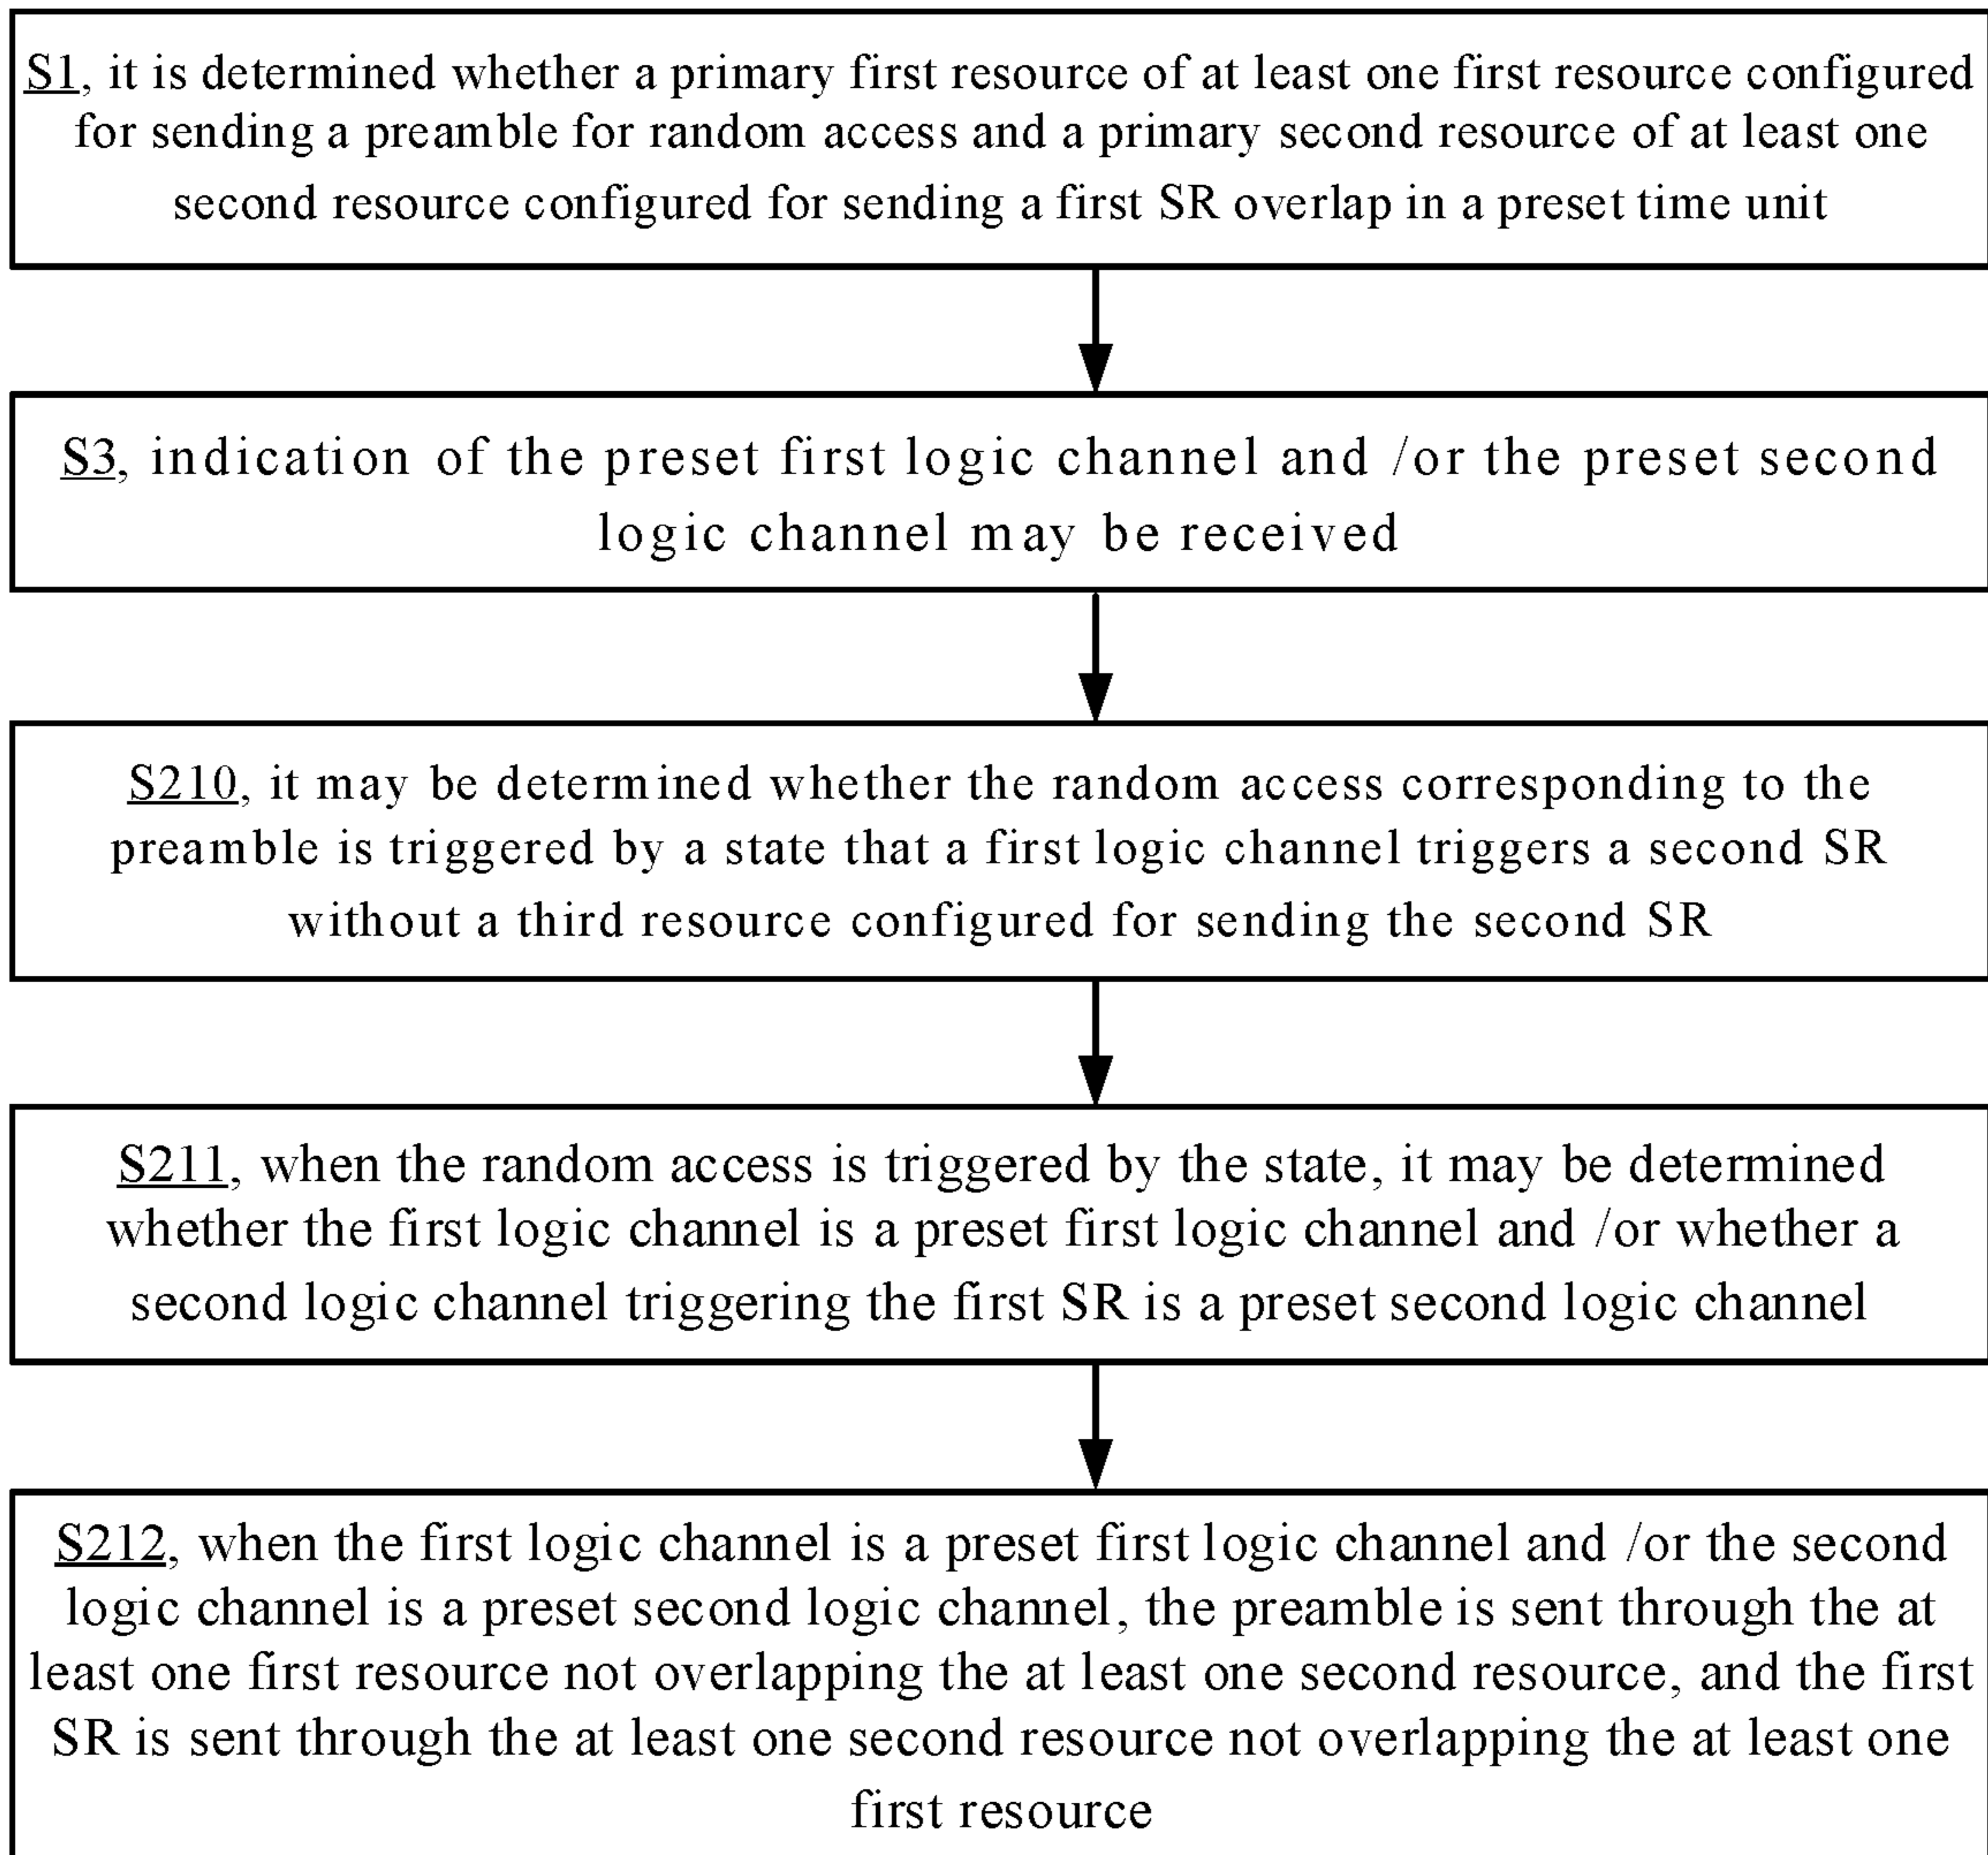 S1, it is determined whether a primary first resource of at least one first resource configured
for sending a preamble for random access and a primary second resource of at least one
second resource configured for sending a first SR overlap in a preset time unit
S3, indication of the preset first logic channel and /or the preset second
logic channel may be received
S210, it may be determined whether the random access corresponding to the
preamble is triggered by a state that a first logic channel triggers a second SR
without a third resource configured for sending the second SR
S211, when the random access is triggered by the state, it may be determined
whether the first logic channel is a preset first logic channel and /or whether a
second logic channel triggering the first SR is a preset second logic channel
S212, when the first logic channel is a preset first logic channel and /or the second
logic channel is a preset second logic channel, the preamble is sent through the at
least one first resource not overlapping the at least one second resource, and the first
SR is sent through the at least one second resource not overlapping the at least one
first resource